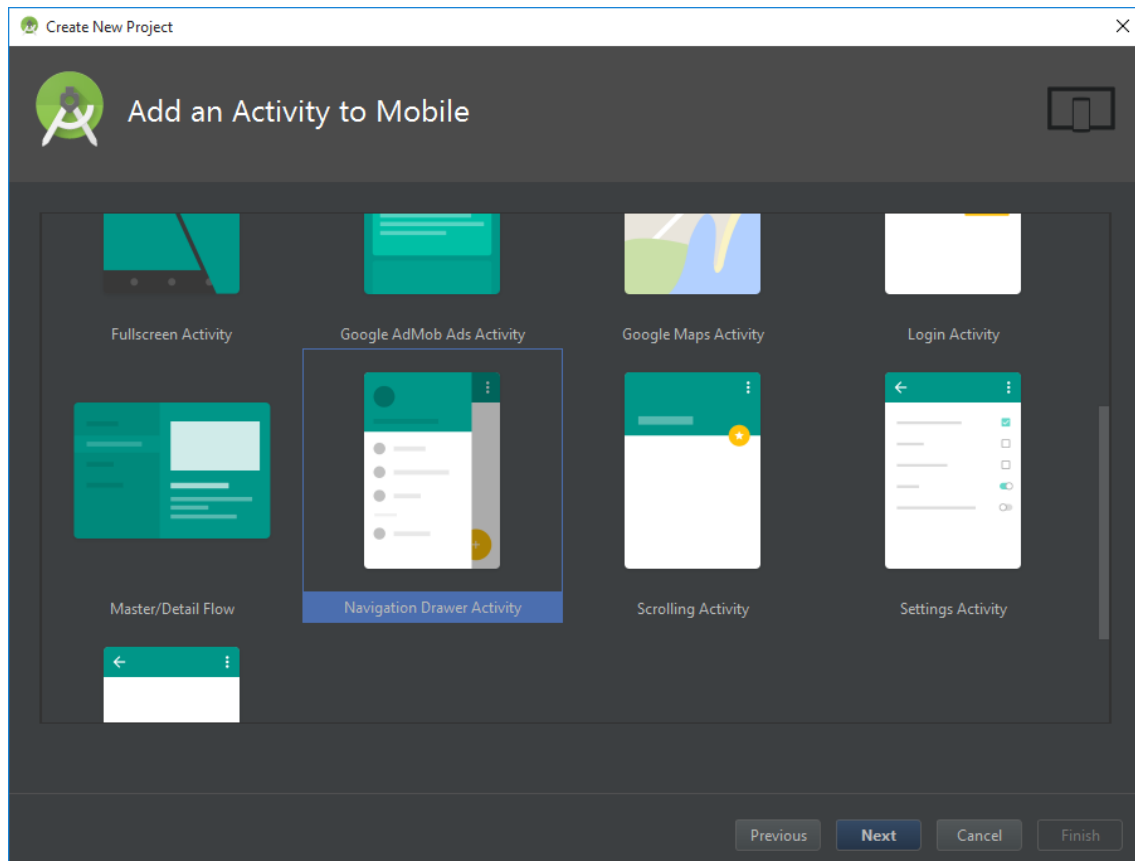 Create New Project
Add an Activity to Mobile
Fullscreen Activity
Google AdMob Ads Activity
Google Maps Activity
Login Activity
Master/Detail Flow
Navigation Drawer Activity
Scrolling Activity
Settings Activity
Previous
Next
Cancel
Finish